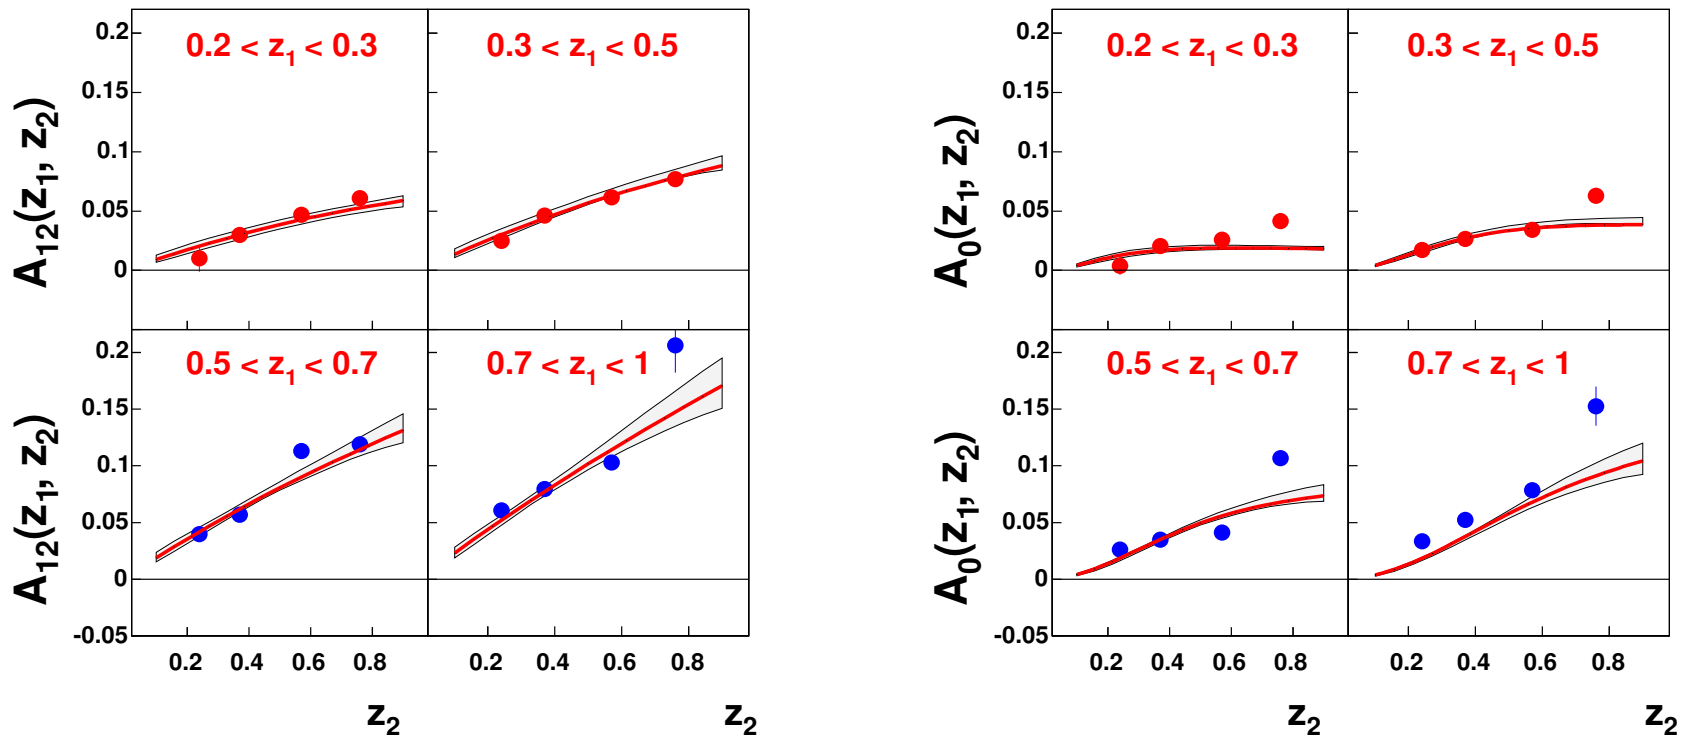 0.2 < z1 < 0.3
0.3 < z1 < 0.5
0.2
0.15
0.1
0.05
0
A12(z1, z2)
0.5 < z1 < 0.7
0.7 < z1 < 1
0.2
0.15
0.1
0.05
0
-0.05
A12(z1, z2)
0.2 0.4 0.6 0.8
0.2 0.4 0.6 0.8
z2
z2
0.2 < z1 < 0.3
0.3 < z1 < 0.5
0.2
0.15
0.1
0.05
0
A0(z1, z2)
0.5 < z1 < 0.7
0.7 < z1 < 1
0.2
0.15
0.1
0.05
0
-0.05
A0(z1, z2)
0.2 0.4 0.6 0.8
0.2 0.4 0.6 0.8
z2
z2